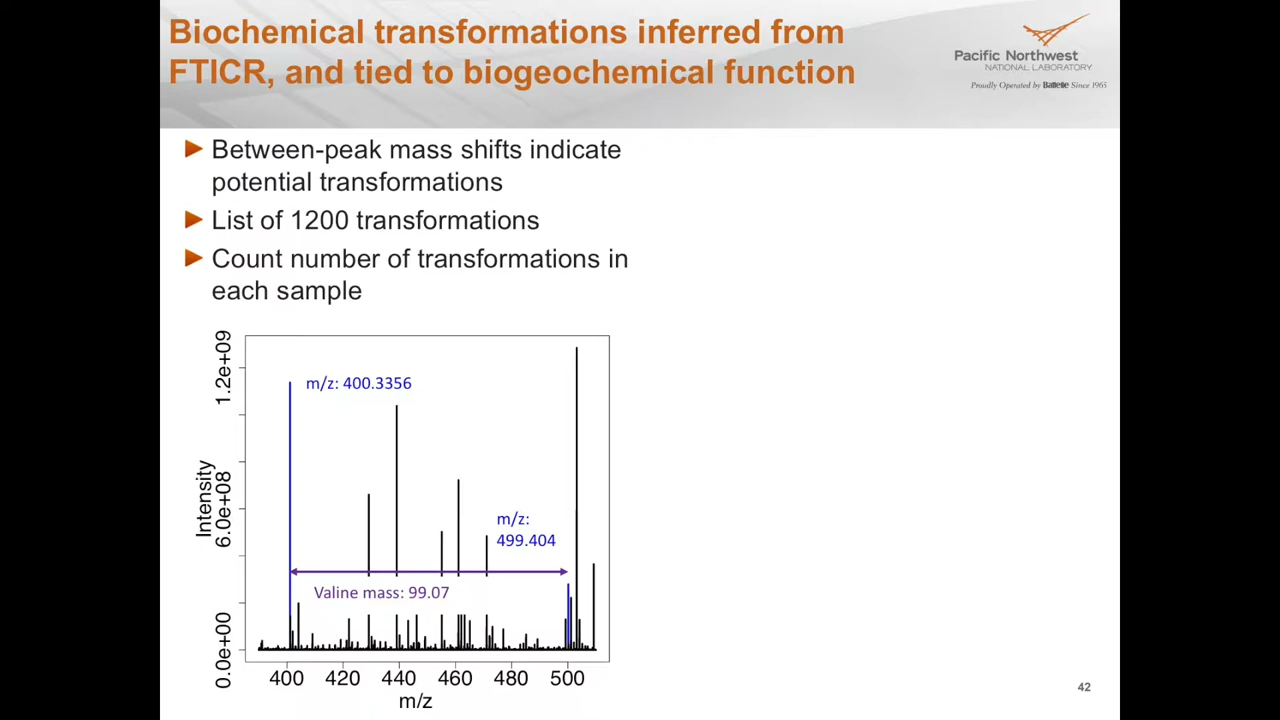 Biochemical transformations inferred from
FTICR, and tied to biogeochemical function
Pacific Northwest
NATIONAL LABORATORY
Proudly Operated by Battelle Since 1965
Between-peak mass shifts indicate
potential transformations
List of 1200 transformations
Count number of transformations in
each sample
Intensity
0.0e+00 6.0e+08 1.2e+09
m/z: 400.3356
m/z:
499.404
Valine mass: 99.07
400 420 440 460 480 500
m/z
42